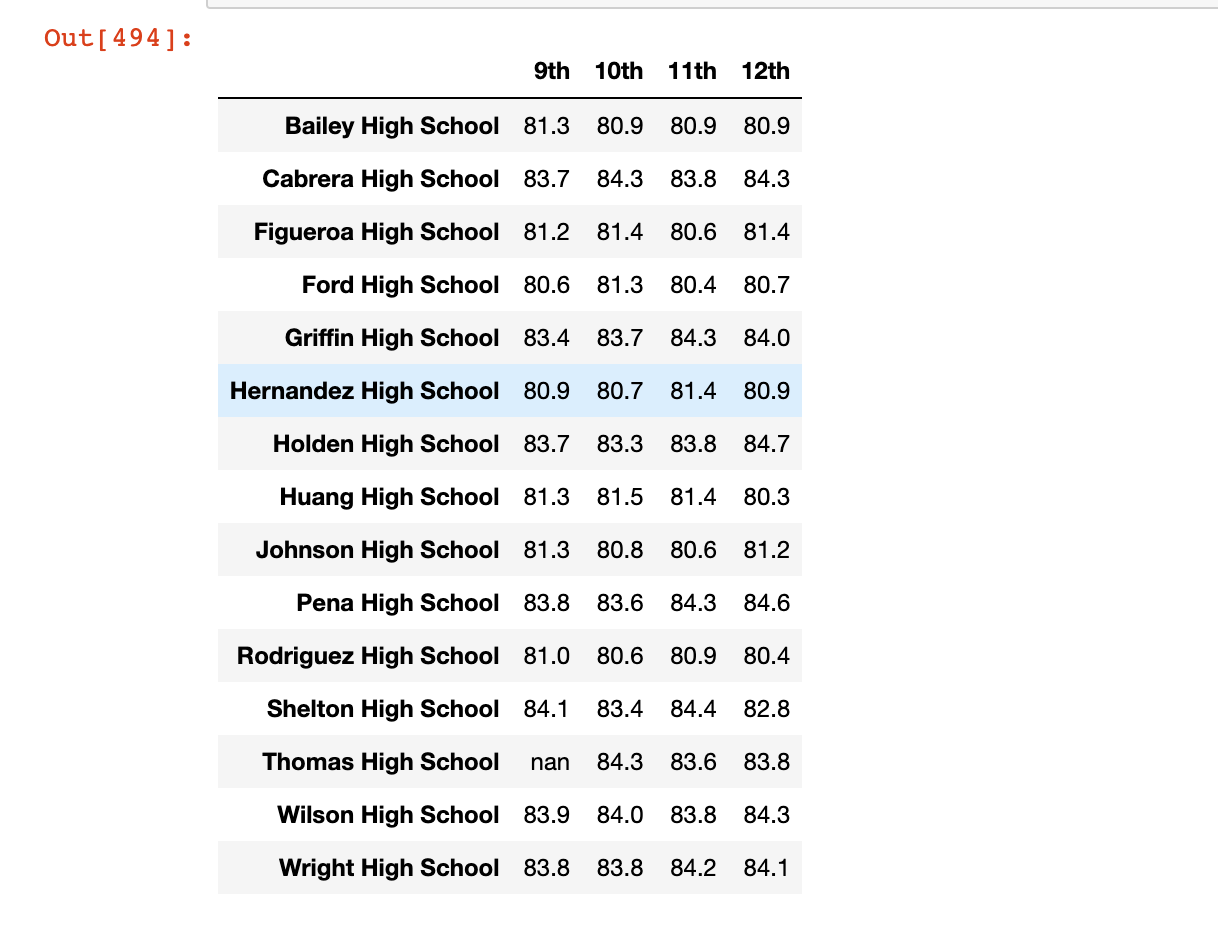 Out[494]:
9th 10th 11th 12th
Bailey High School 81.3 80.9 80.9 80.9
Cabrera High School 83.7 84.3 83.8 84.3
Figueroa High School 81.2 81.4 80.6 81.4
Ford High School 80.6 81.3 80.4 80.7
Griffin High School 83.4 83.7 84.3 84.0
Hernandez High School 80.9 80.7 81.4 80.9
Holden High School 83.7 83.3 83.8 84.7
Huang High School 81.3 81.5 81.4 80.3
Johnson High School 81.3 80.8 80.6 81.2
Pena High School 83.8 83.6 84.3 84.6
Rodriguez High School 81.0 80.6 80.9 80.4
Shelton High School 84.1 83.4 84.4 82.8
Thomas High School nan 84.3 83.6 83.8
Wilson High School 83.9 84.0 83.8 84.3
Wright High School 83.8 83.8 84.2 84.1